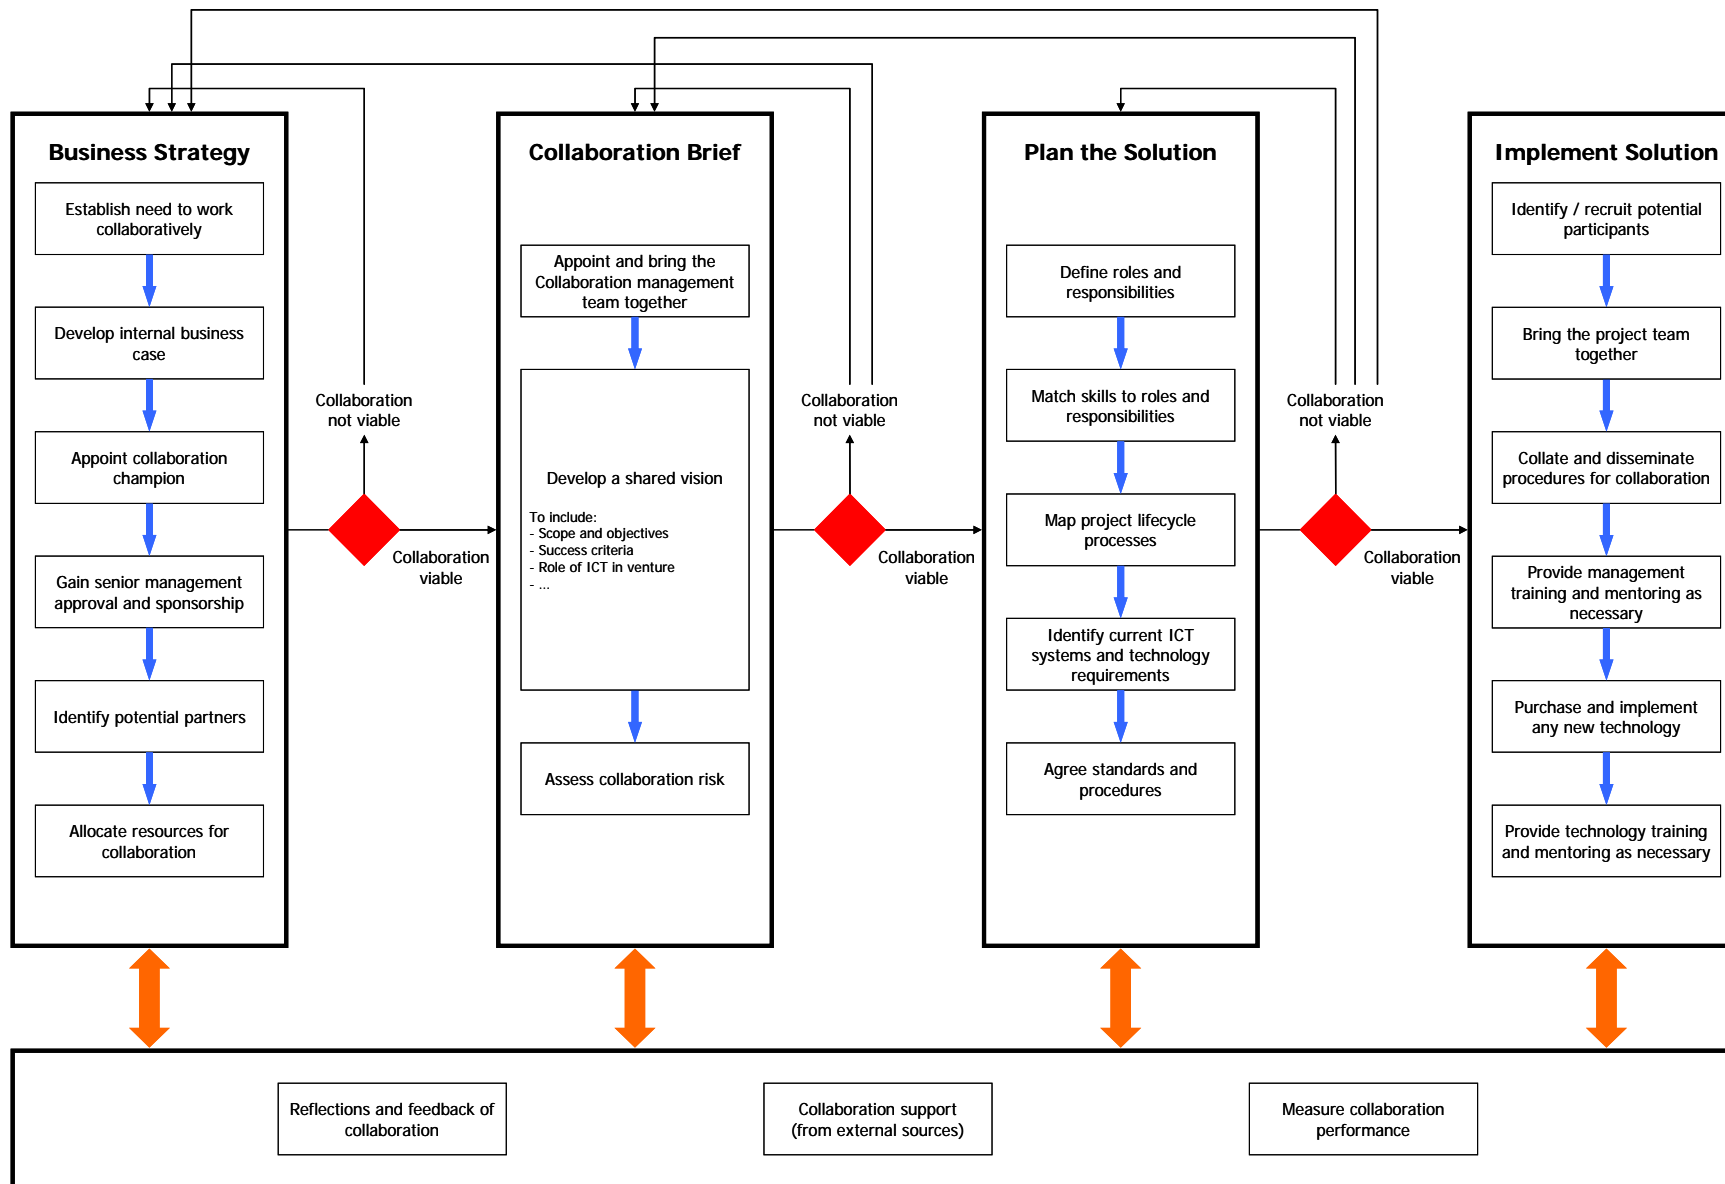 Business Strategy
Establish need to work
collaboratively
Develop internal business
case
Appoint collaboration
champion
Gain senior management
approval and sponsorship
Identify potential partners
Allocate resources for
collaboration
Collaboration
not viable
Collaboration
viable
Collaboration Brief
Appoint and bring the
Collaboration management
team together
Develop a shared vision
To include:
- Scope and objectives
- Success criteria
- Role of ICT in venture
- ...
Assess collaboration risk
Collaboration
not viable
Collaboration
viable
Plan the Solution
Define roles and
responsibilities
Match skills to roles and
responsibilities
Map project lifecycle
processes
Identify current ICT
systems and technology
requirements
Agree standards and
procedures
Collaboration
not viable
Collaboration
viable
Implement Solution
Identify / recruit potential
participants
Bring the project team
together
Collate and disseminate
procedures for collaboration
Provide management
training and mentoring as
necessary
Purchase and implement
any new technology
Provide technology training
and mentoring as necessary
Reflections and feedback of
collaboration
Collaboration support
(from external sources)
Measure collaboration
performance